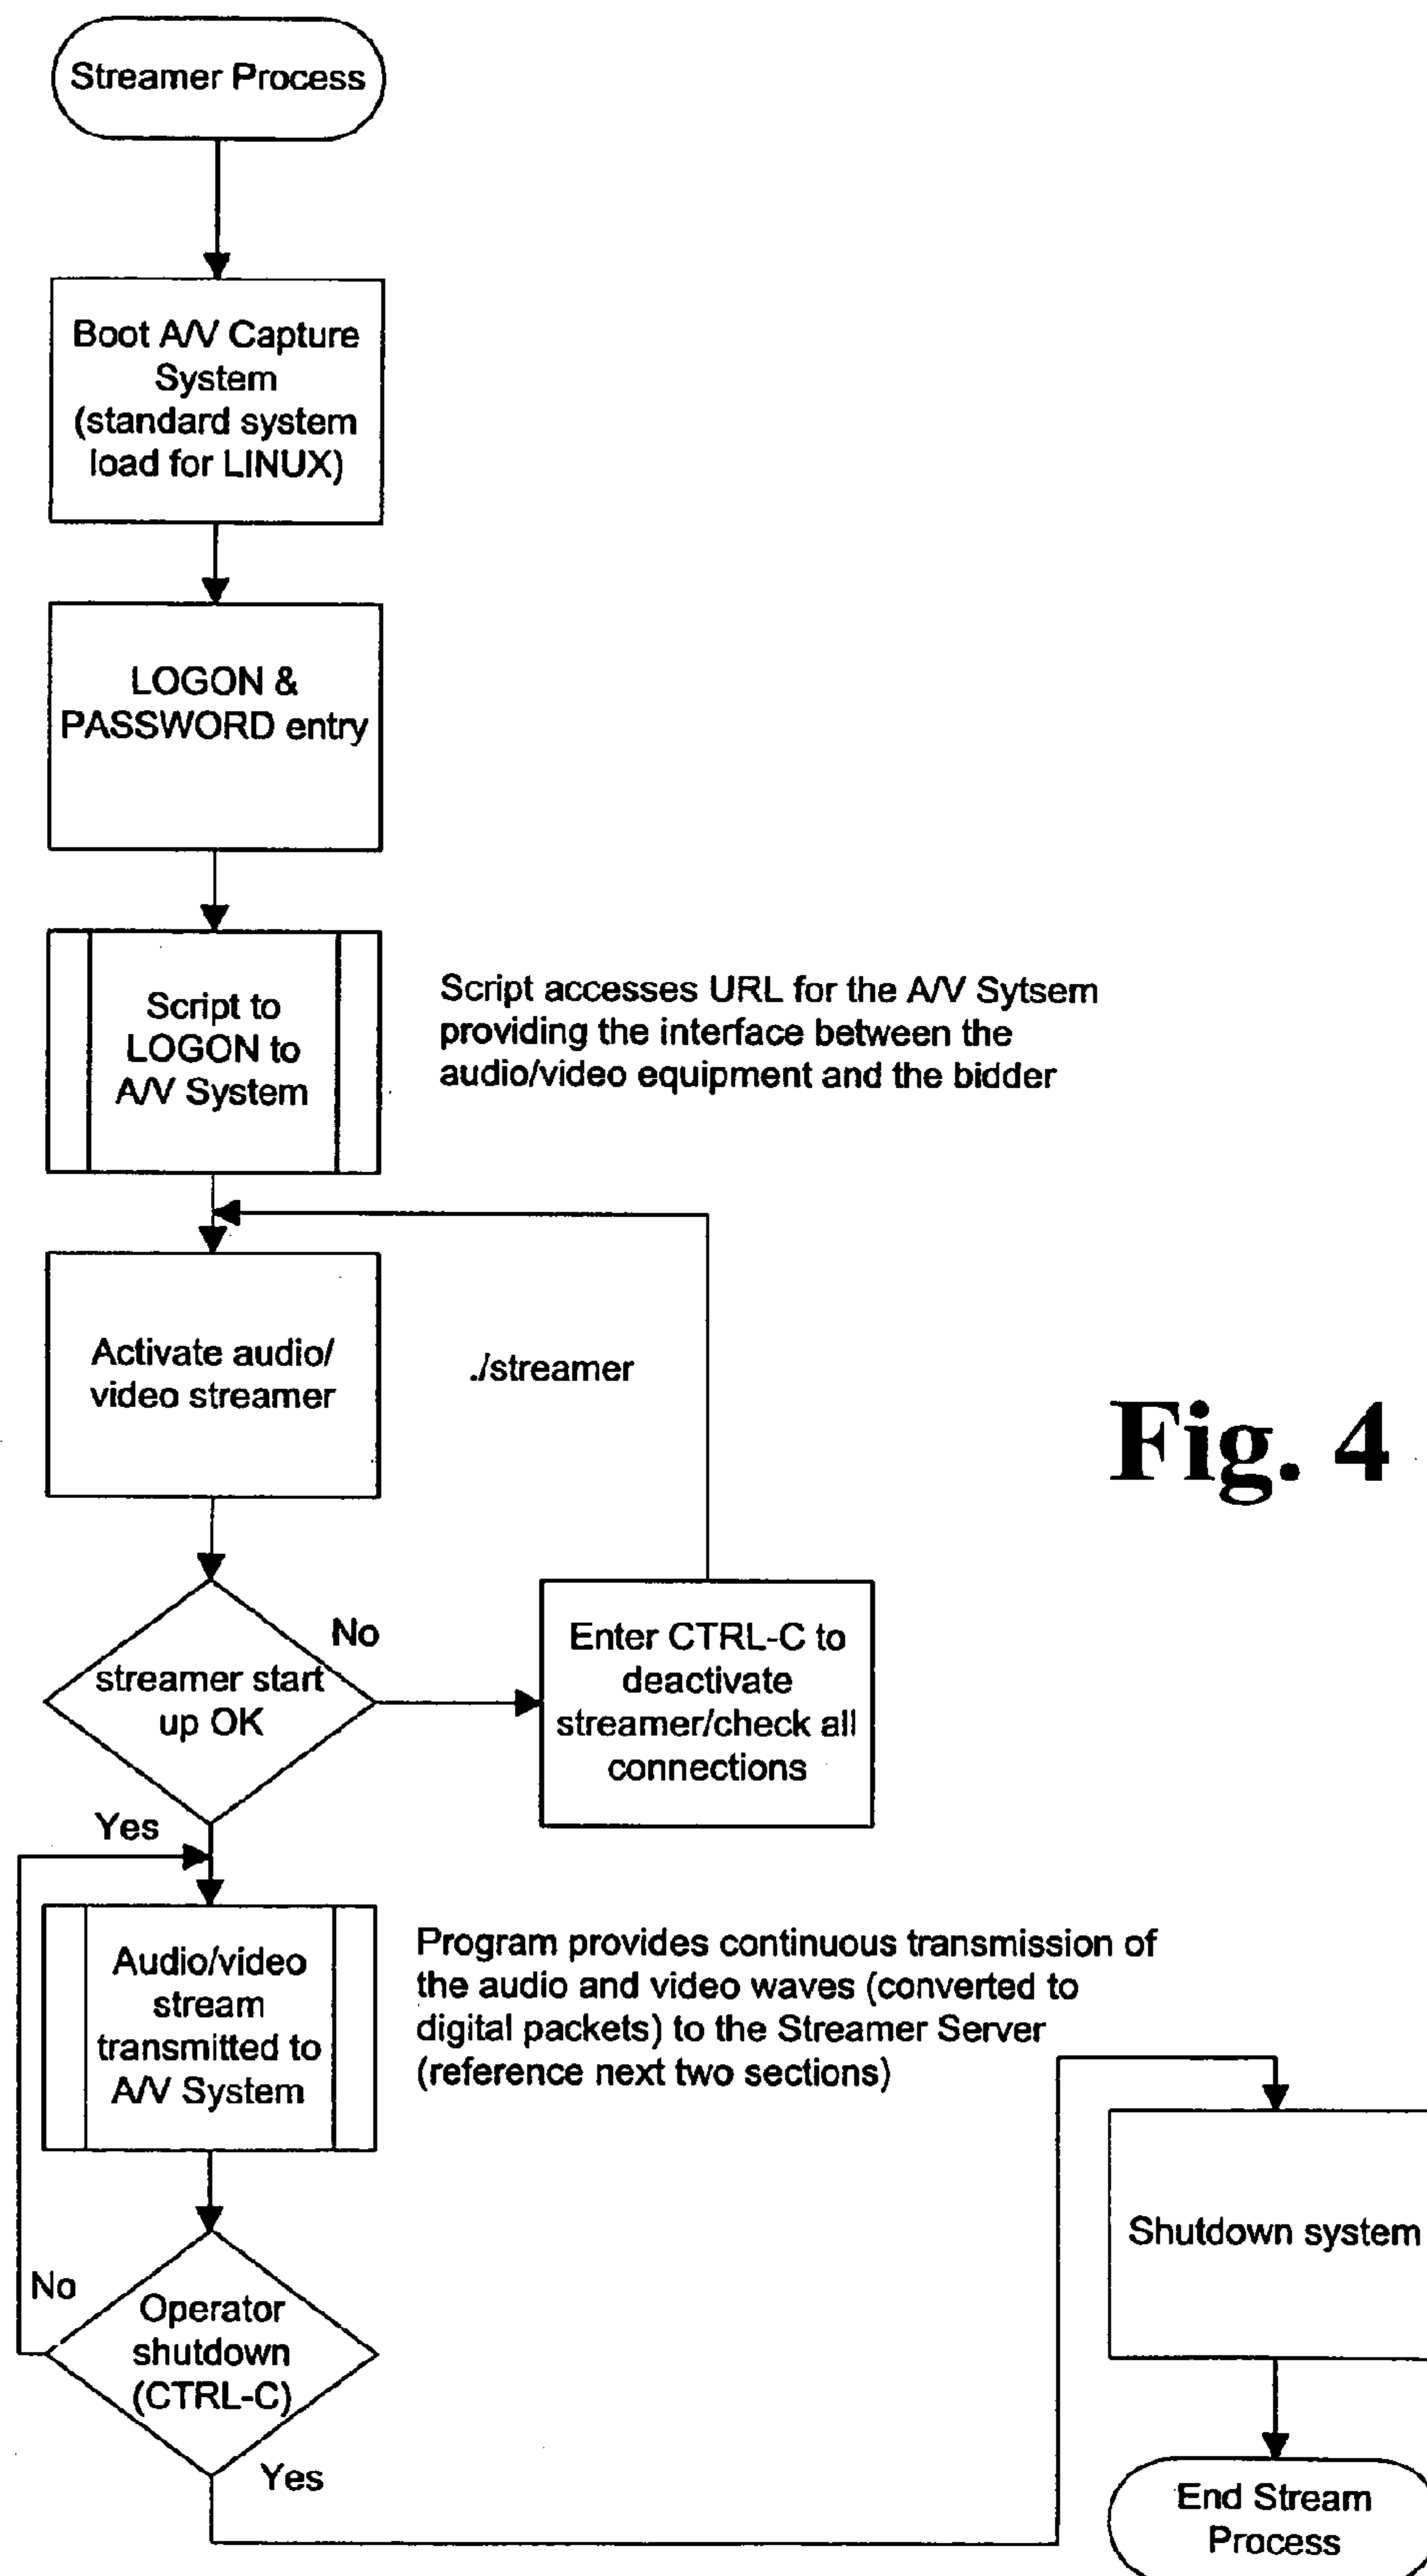 Streamer Process
Boot A/V Capture
System
(standard system
load for LINUX)
LOGON &
PASSWORD entry
Script to
LOGON to
A/V System
Script accesses URL for the A/V Sytsem
providing the interface between the
audio/video equipment and the bidder
Activate audio/
video streamer
./streamer
Fig. 4
streamer start
up OK
No
Enter CTRL-C to
deactivate
streamer/check all
connections
Yes
Audio/video
stream
transmitted to
A/V System
Program provides continuous transmission of
the audio and video waves (converted to
digital packets) to the Streamer Server
(reference next two sections)
Operator
shutdown
(CTRL-C)
No
Yes
Shutdown system
End Stream
Process